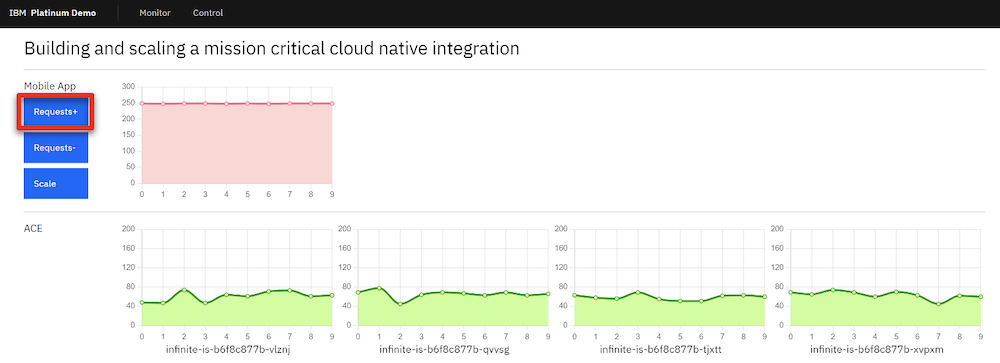 IBM Platinum Demo Monitor Control
Building and scaling a mission critical cloud native integration
Mobile App
Requests+
Requests-
Scale
300
250
200
150
100
50
0
0 1 2 3 4 5 6 7 8 9
ACE
200
160
120
80
40
0
0 1 2 3 4 5 6 7 8 9
infinite-is-b6f8c877b-vlznj
200
160
120
80
40
0
0 1 2 3 4 5 6 7 8 9
infinite-is-b6f8c877b-qvvsg
200
160
120
80
40
0
0 1 2 3 4 5 6 7 8 9
infinite-is-b6f8c877b-tjxtt
200
160
120
80
40
0
0 1 2 3 4 5 6 7 8 9
infinite-is-b6f8c877b-xvpxm